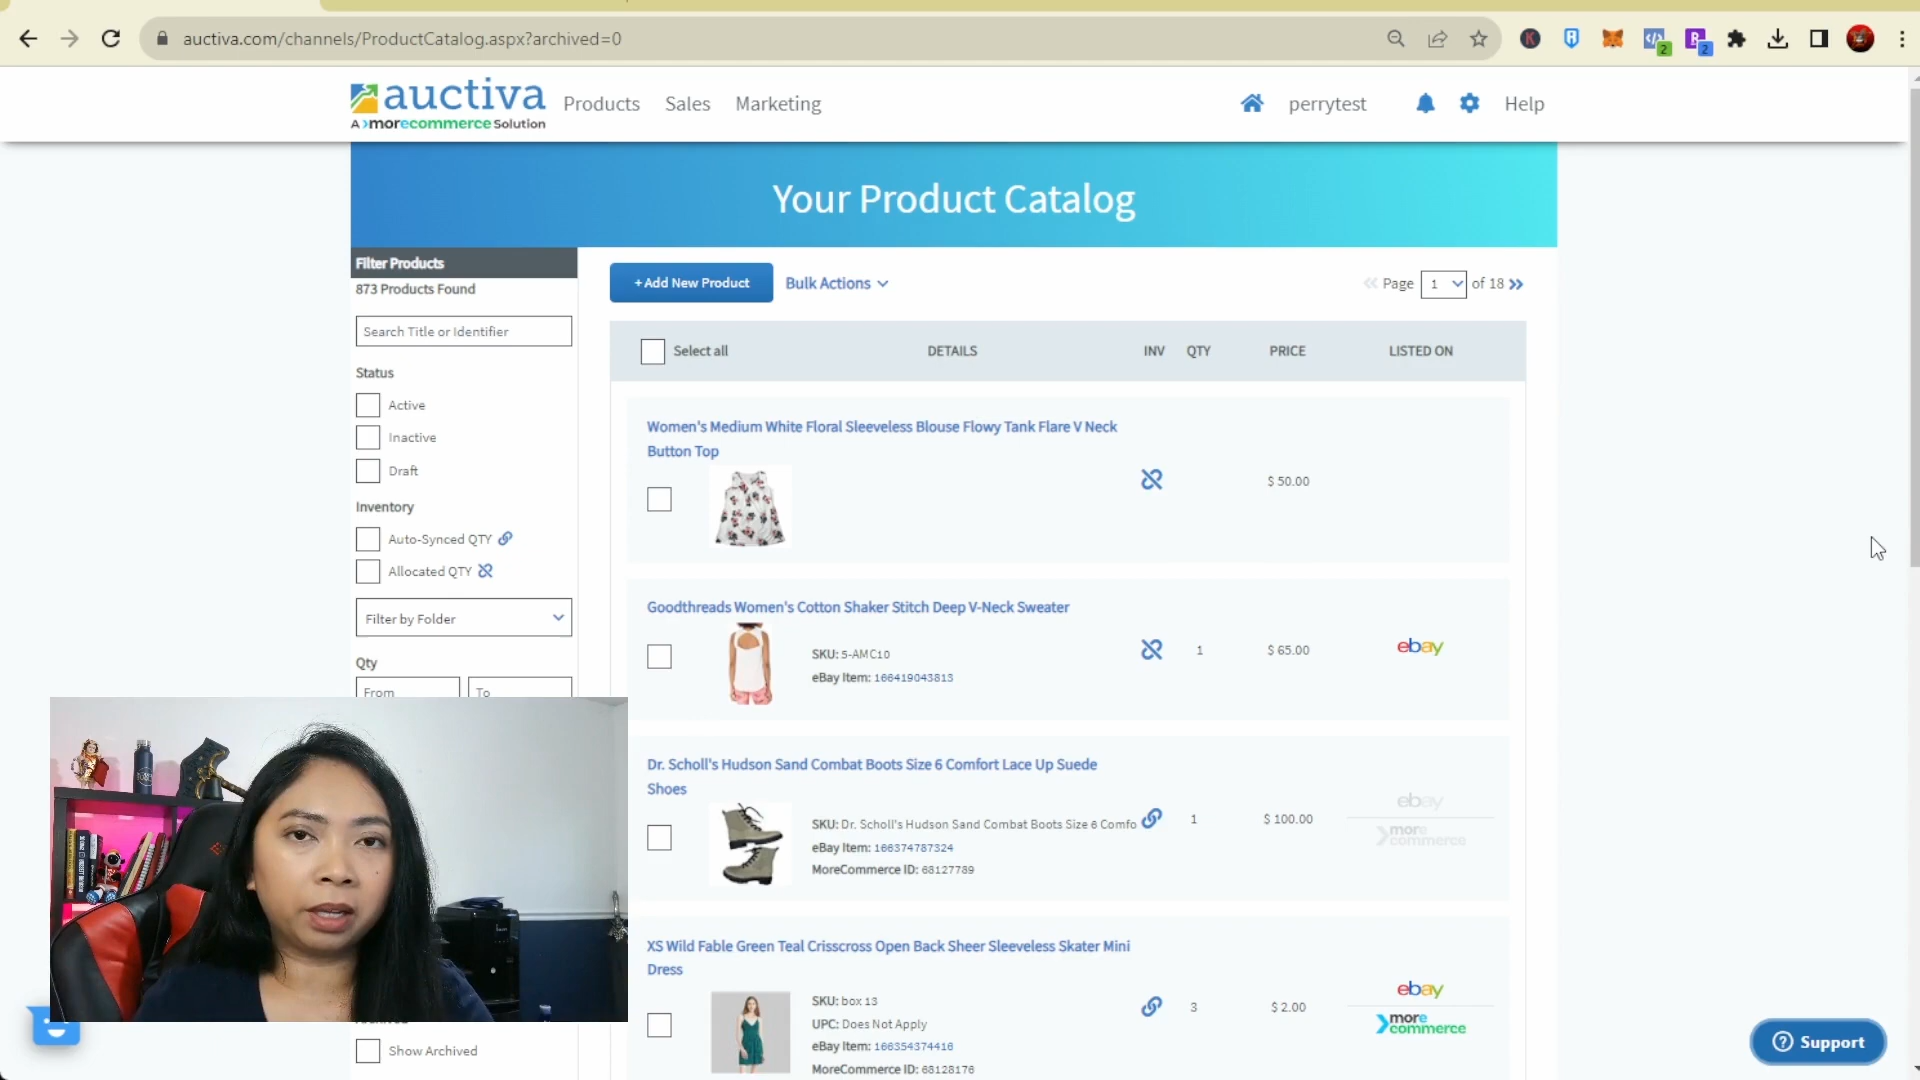 auctiva.com/channels/ProductCatalog.aspx?archived=0
K
2
R
2
auctiva
A morecommerce Solution
Products
Sales
Marketing
perrytest
Help
Your Product Catalog
Filter Products
873 Products Found
Search Title or Identifier
Status
Active
Inactive
Draft
Inventory
Auto-Synced QTY
Allocated QTY
Filter by Folder
Qty
From
To
Show Archived
+ Add New Product
Bulk Actions
Page 1 of 18
Select all
DETAILS
INV
QTY
PRICE
LISTED ON
Women's Medium White Floral Sleeveless Blouse Flowy Tank Flare V Neck
Button Top
$ 50.00
Goodthreads Women's Cotton Shaker Stitch Deep V-Neck Sweater
SKU: 5-AMC10
eBay Item: 166419043813
1
$ 65.00
ebay
Dr. Scholl's Hudson Sand Combat Boots Size 6 Comfort Lace Up Suede
Shoes
SKU: Dr. Scholl's Hudson Sand Combat Boots Size 6 Comfo
eBay Item: 166374787324
MoreCommerce ID: 68127789
1
$ 100.00
ebay
more
commerce
XS Wild Fable Green Teal Crisscross Open Back Sheer Sleeveless Skater Mini
Dress
SKU: box 13
UPC: Does Not Apply
eBay Item: 166354374416
MoreCommerce ID: 68128176
3
$ 2.00
ebay
more
commerce
Support